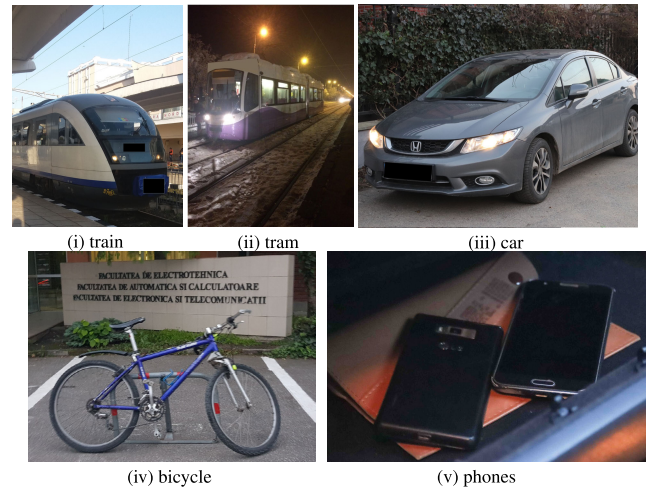 (i) train
(ii) tram
(iii) car
FACULTATEA DE ELECTROTEHNICA
FACULTATEA DE AUTOMATICA SI CALCULATOARE
FACULTATEA DE ELECTRONICA SI TELECOMUNICATII
(iv) bicycle
(v) phones